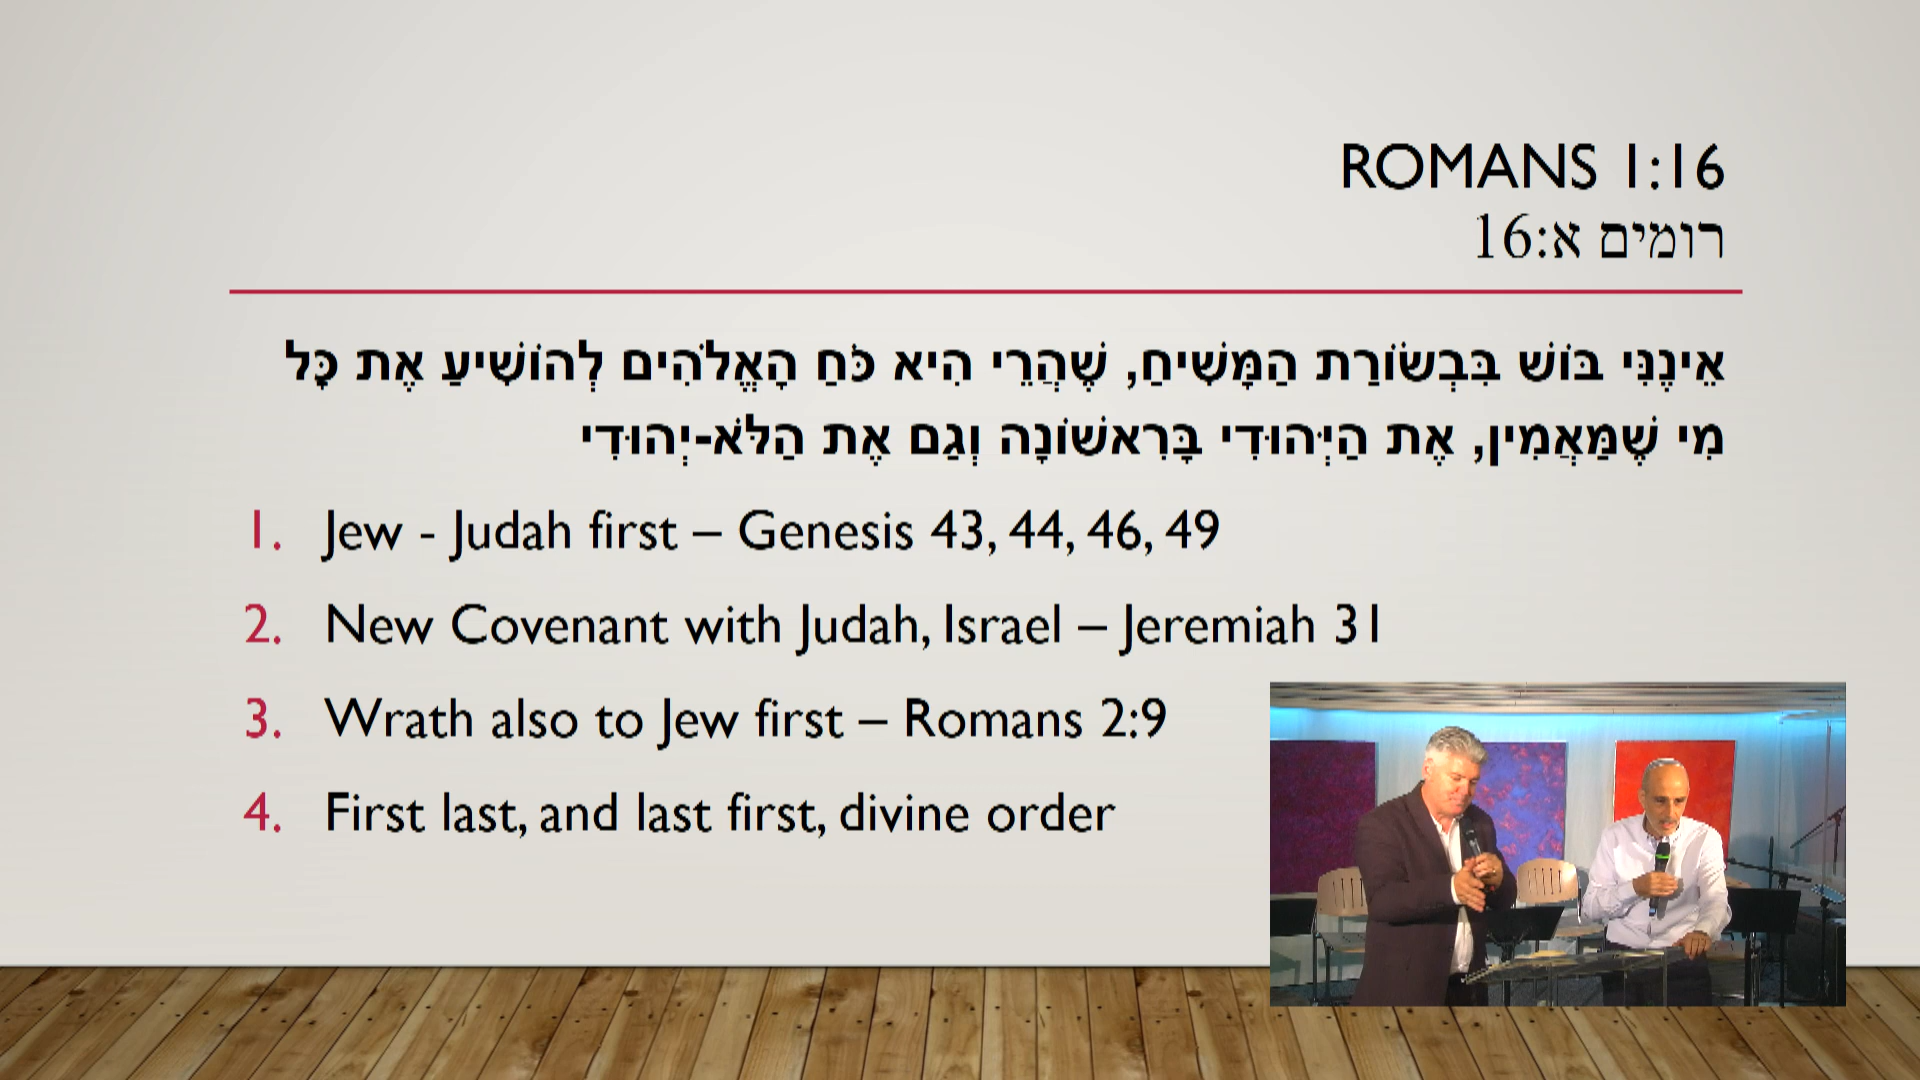 ROMANS 1:16
רומים א:16
אֵינֶנִּי בּוֹשׁ בִּבְשׂוֹרַת הַמָּשִׁיחַ, שֶׁהֲרֵי הִיא כֹּחַ הָאֱלֹהִים לְהוֹשִׁיעַ אֶת כָּל
מִי שֶׁמַּאֲמִין, אֶת הַיְּהוּדִי בָּרִאשׁוֹנָה וְגַם אֶת הַלֹּא-יְהוּדִי
1. Jew - Judah first – Genesis 43, 44, 46, 49
2. New Covenant with Judah, Israel – Jeremiah 31
3. Wrath also to Jew first – Romans 2:9
4. First last, and last first, divine order